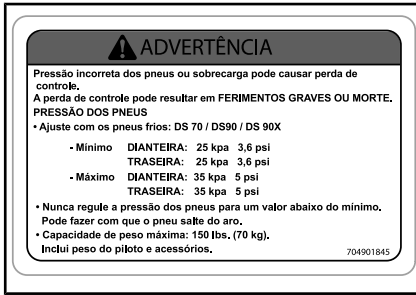 ADVERTÊNCIA
Pressão incorreta dos pneus ou sobrecarga pode causar perda de
controle.
A perda de controle pode resultar em FERIMENTOS GRAVES OU MORTE.
PRESSÃO DOS PNEUS
• Ajuste com os pneus frios: DS 70 / DS90 / DS 90X
- Mínimo DIANTEIRA: 25 kpa 3,6 psi
TRASEIRA: 25 kpa 3,6 psi
- Máximo DIANTEIRA: 35 kpa 5 psi
TRASEIRA: 35 kpa 5 psi
• Nunca regule a pressão dos pneus para um valor abaixo do mínimo.
Pode fazer com que o pneu salte do aro.
• Capacidade de peso máxima: 150 lbs. (70 kg).
Inclui peso do piloto e acessórios.
704901845